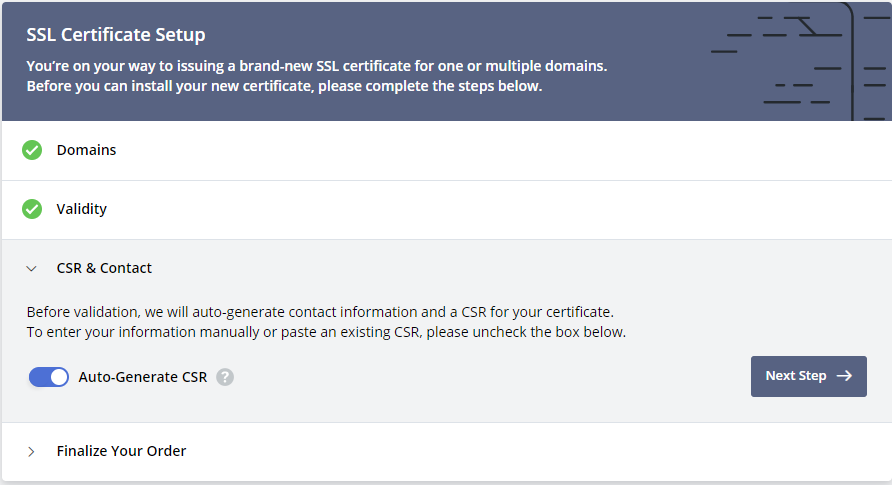 SSL Certificate Setup
You’re on your way to issuing a brand-new SSL certificate for one or multiple domains.
Before you can install your new certificate, please complete the steps below.
Domains
Validity
CSR & Contact
Before validation, we will auto-generate contact information and a CSR for your certificate.
To enter your information manually or paste an existing CSR, please uncheck the box below.
Auto-Generate CSR ?
Next Step →
Finalize Your Order